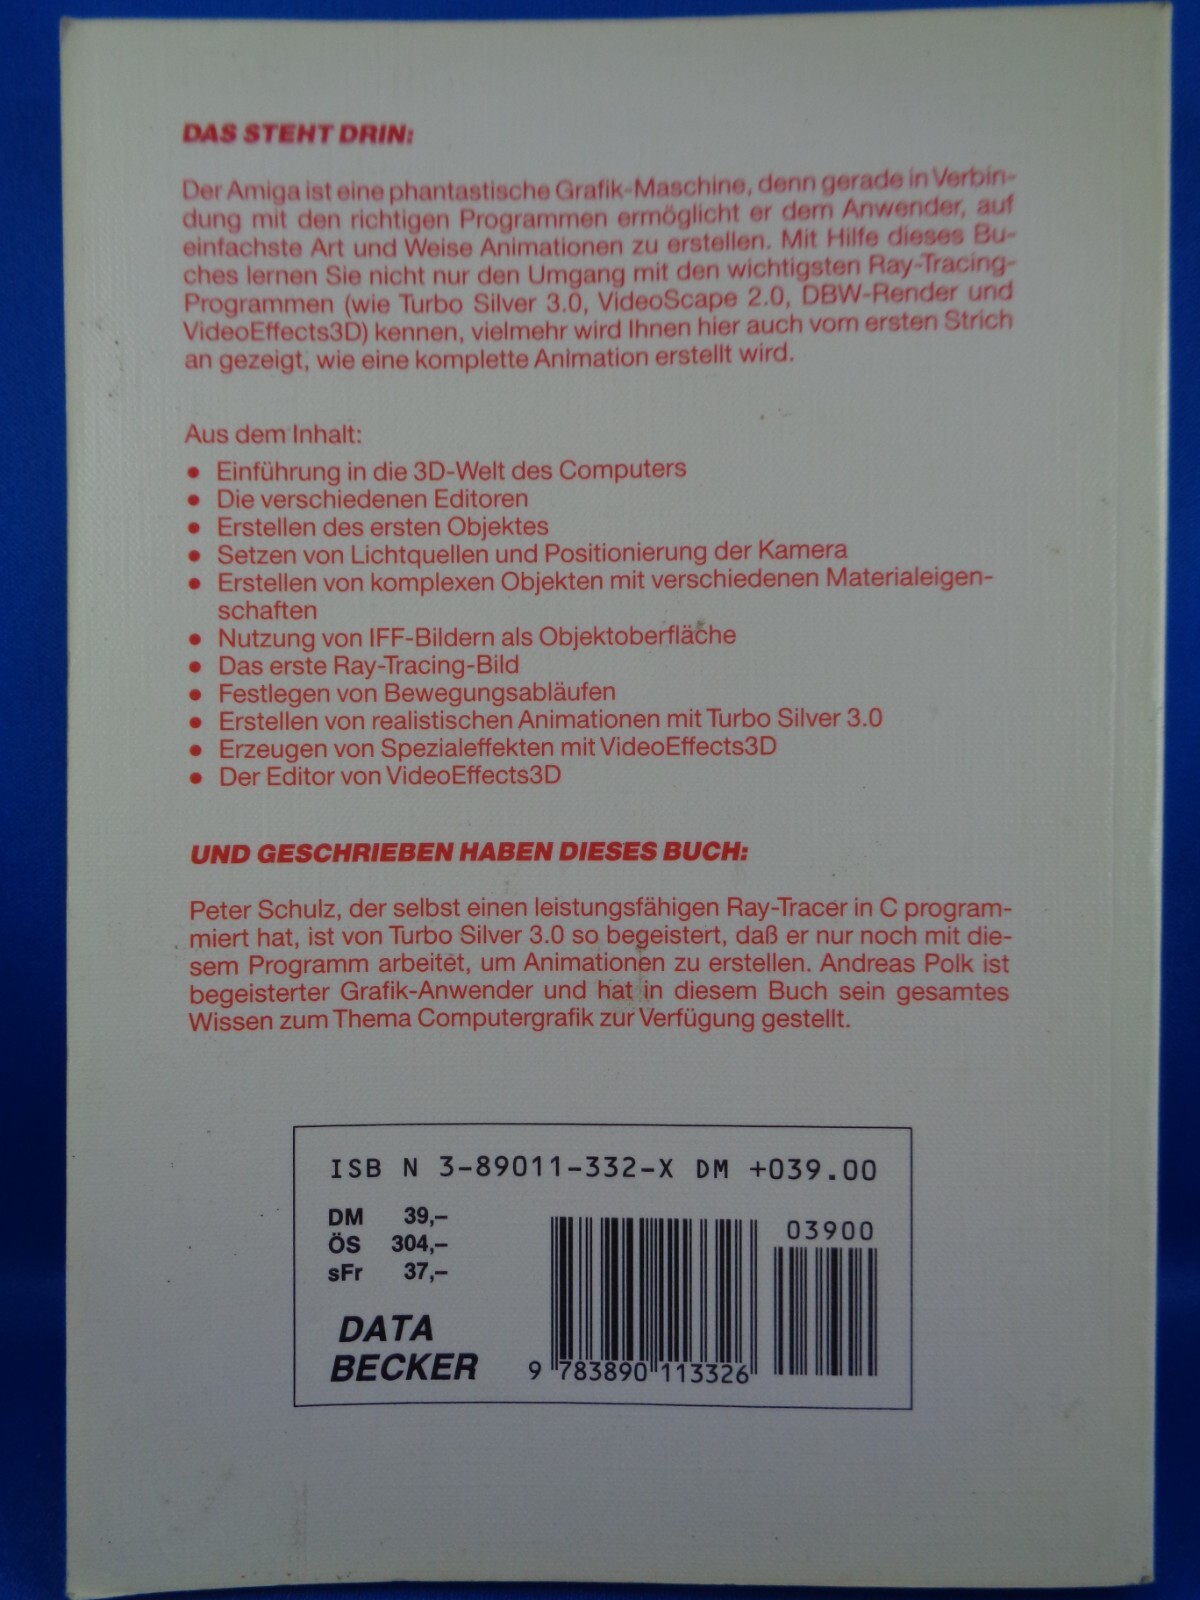 DAS STEHT DRIN:
Der Amiga ist eine phantastische Grafik-Maschine, denn gerade in Verbin-
dung mit den richtigen Programmen ermöglicht er dem Anwender, auf
einfachste Art und Weise Animationen zu erstellen. Mit Hilfe dieses Bu-
ches lernen Sie nicht nur den Umgang mit den wichtigsten Ray-Tracing-
Programmen (wie Turbo Silver 3.0, VideoScape 2.0, DBW-Render und
VideoEffects3D) kennen, vielmehr wird Ihnen hier auch vom ersten Strich
an gezeigt, wie eine komplette Animation erstellt wird.
Aus dem Inhalt:
● Einführung in die 3D-Welt des Computers
● Die verschiedenen Editoren
● Erstellen des ersten Objektes
● Setzen von Lichtquellen und Positionierung der Kamera
● Erstellen von komplexen Objekten mit verschiedenen Materialeigen-
schaften
● Nutzung von IFF-Bildern als Objektoberfläche
● Das erste Ray-Tracing-Bild
● Festlegen von Bewegungsabläufen
● Erstellen von realistischen Animationen mit Turbo Silver 3.0
● Erzeugen von Spezialeffekten mit VideoEffects3D
● Der Editor von VideoEffects3D
UND GESCHRIEBEN HABEN DIESES BUCH:
Peter Schulz, der selbst einen leistungsfähigen Ray-Tracer in C program-
miert hat, ist von Turbo Silver 3.0 so begeistert, daß er nur noch mit die-
sem Programm arbeitet, um Animationen zu erstellen. Andreas Polk ist
begeisterter Grafik-Anwender und hat in diesem Buch sein gesamtes
Wissen zum Thema Computergrafik zur Verfügung gestellt.
ISB N 3-89011-332-X DM +039.00
DM 39,–
ÖS 304,–
sFr 37,–
DATA
BECKER
03900
9 783890 113326